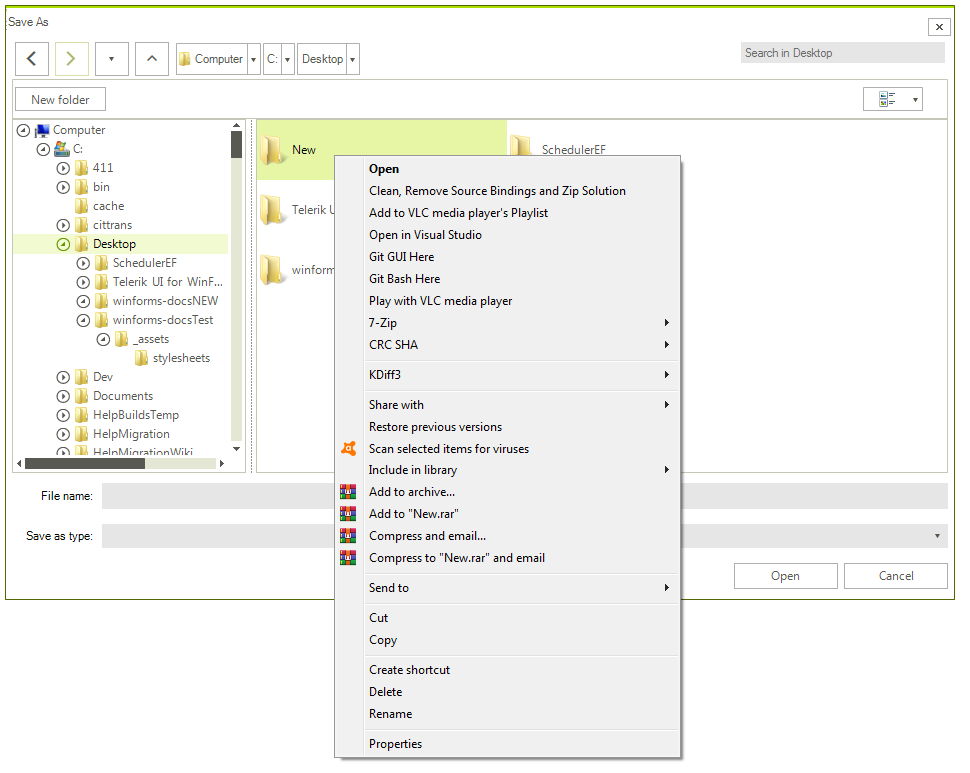 Save As
Computer
C:
Desktop
Search in Desktop
New folder
Computer
C:
411
bin
cache
cittrans
Desktop
SchedulerEF
Telerik UI for WinF...
winforms-docsNEW
winforms-docsTest
_assets
stylesheets
Dev
Documents
HelpBuildsTemp
HelpMigration
HelpMigrationWiki
New
SchedulerEF
Telerik U
winform
Open
Clean, Remove Source Bindings and Zip Solution
Add to VLC media player's Playlist
Open in Visual Studio
Git GUI Here
Git Bash Here
Play with VLC media player
7-Zip
CRC SHA
KDiff3
Share with
Restore previous versions
Scan selected items for viruses
Include in library
Add to archive...
Add to "New.rar"
Compress and email...
Compress to "New.rar" and email
Send to
Cut
Copy
Create shortcut
Delete
Rename
Properties
File name:
Save as type:
Open
Cancel